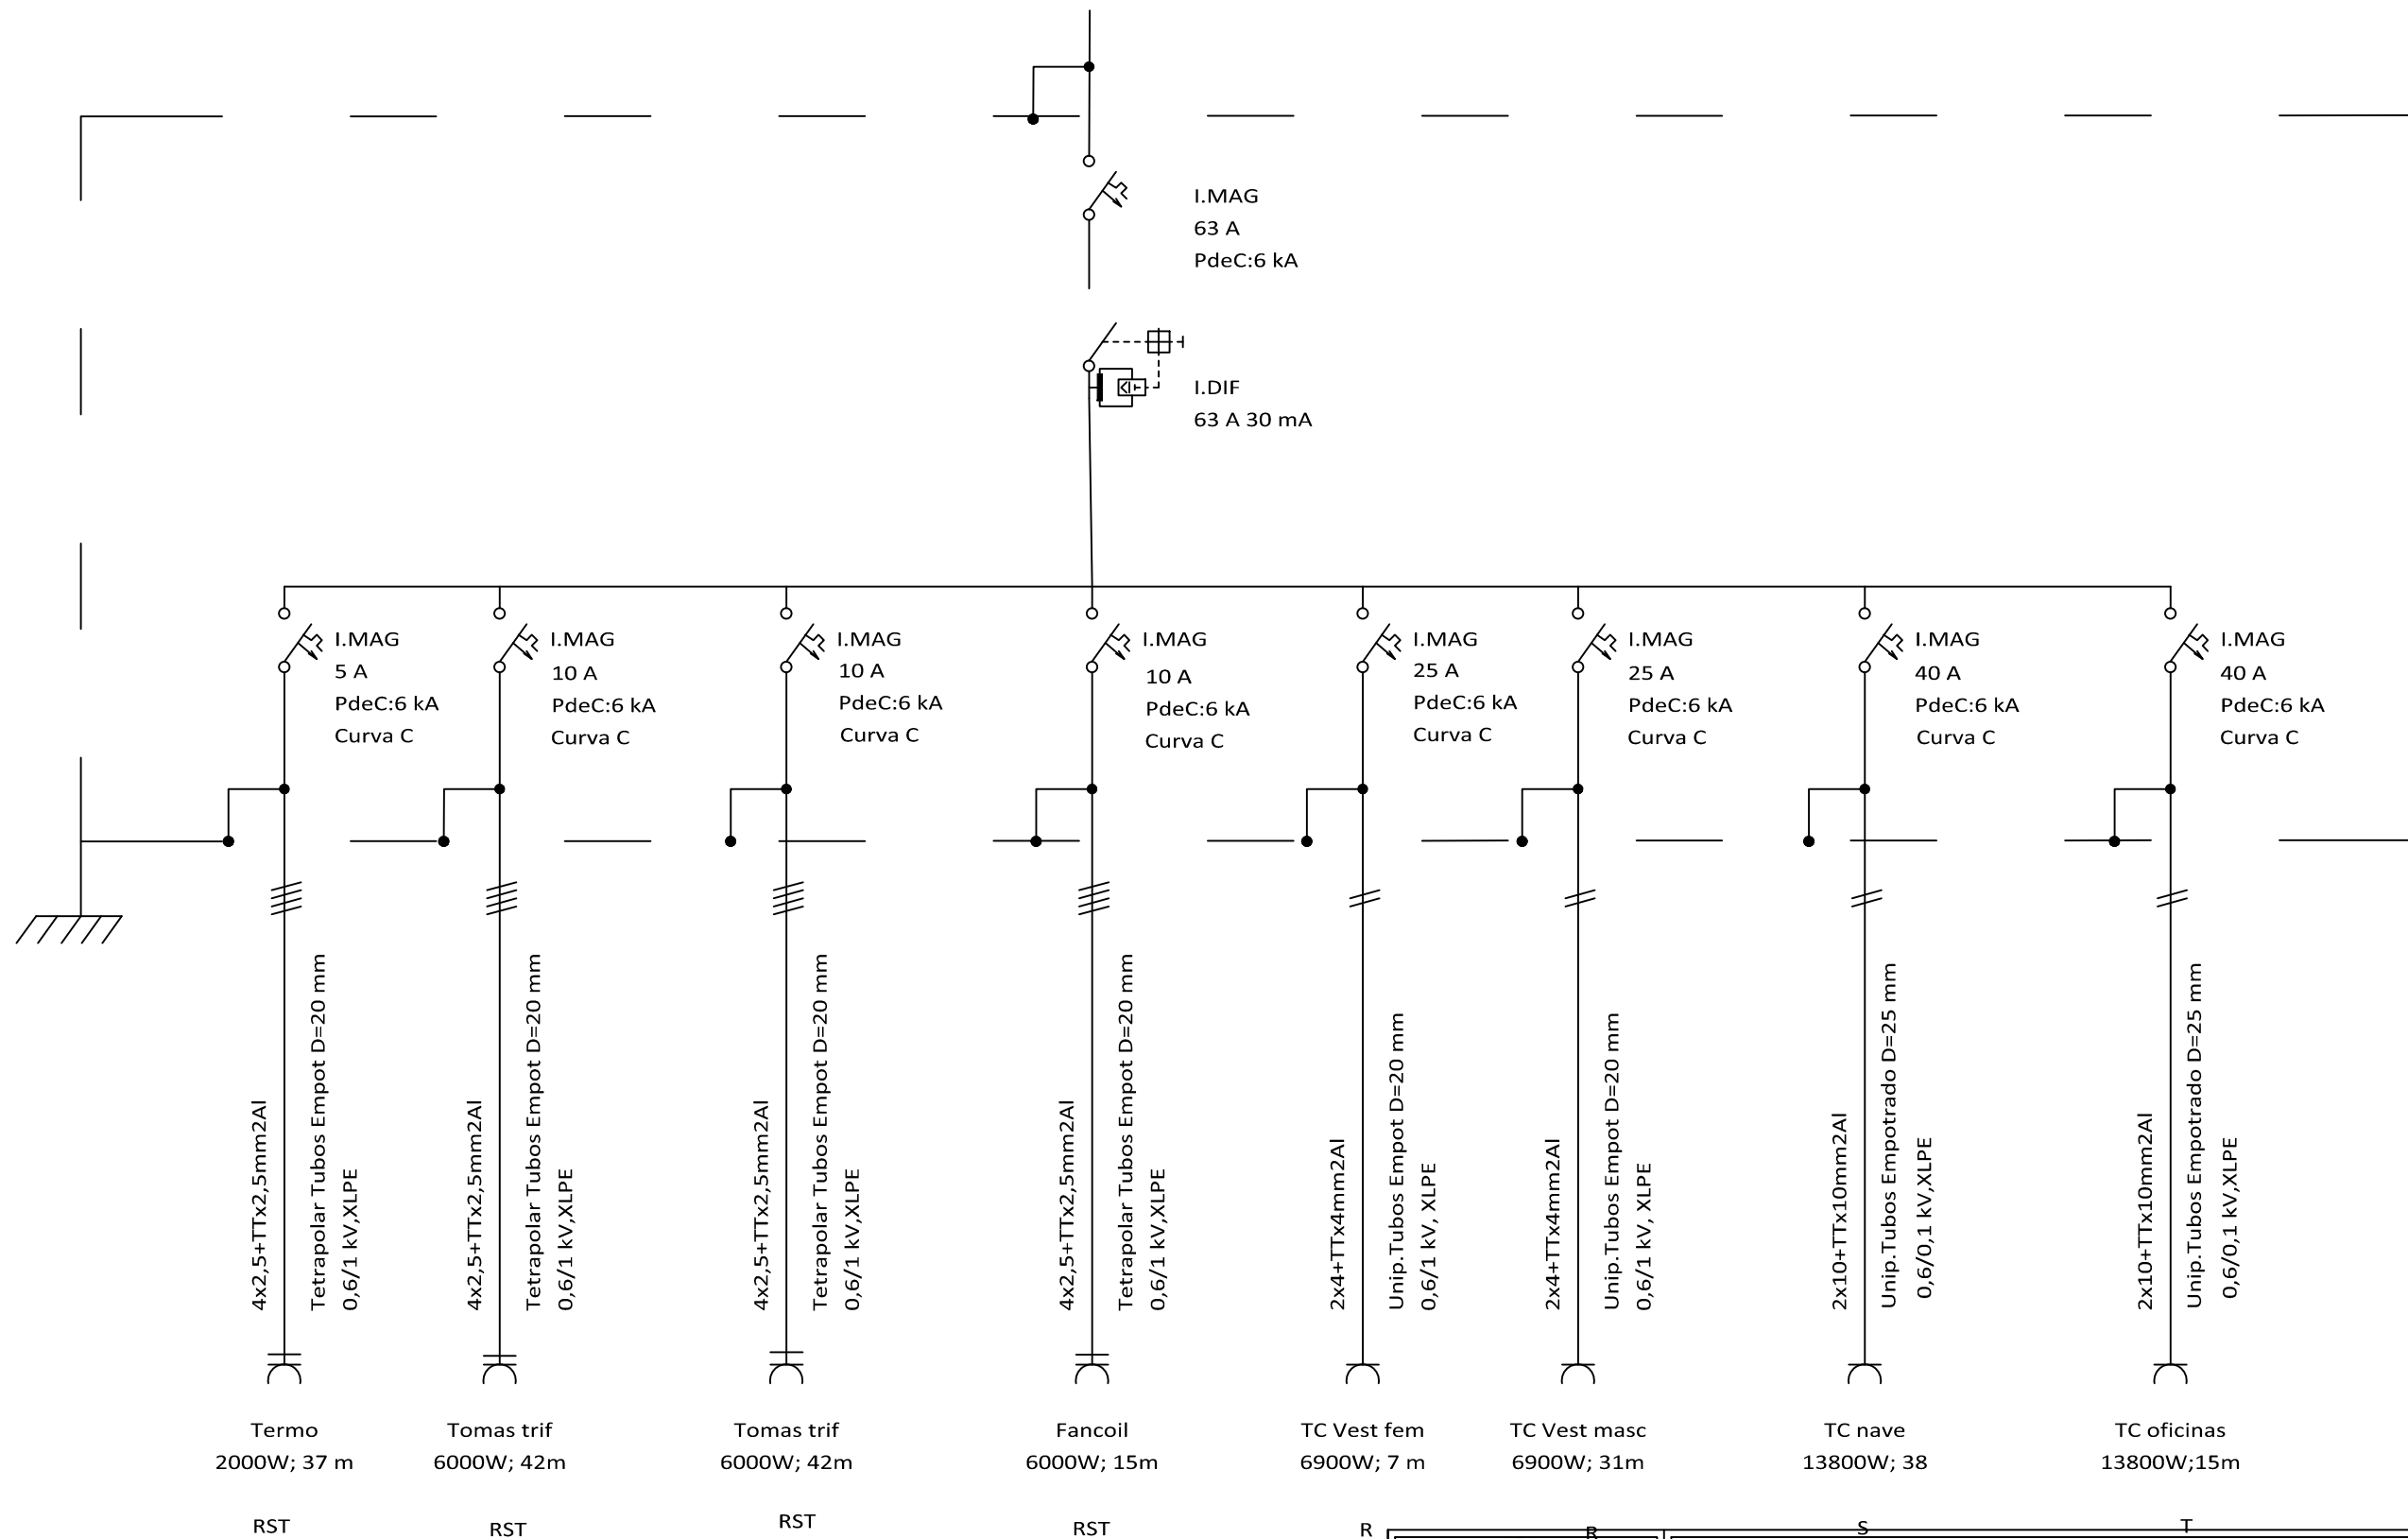 I.MAG
63 A
PdeC:6 kA
I.DIF
63 A 30 mA
I.MAG
5 A
PdeC:6 kA
Curva C
I.MAG
10 A
PdeC:6 kA
Curva C
I.MAG
10 A
PdeC:6 kA
Curva C
I.MAG
10 A
PdeC:6 kA
Curva C
I.MAG
25 A
PdeC:6 kA
Curva C
I.MAG
25 A
PdeC:6 kA
Curva C
I.MAG
40 A
PdeC:6 kA
Curva C
I.MAG
40 A
PdeC:6 kA
Curva C
4x2,5+TTx2,5mm2Al
Tetrapolar Tubos Empot D=20 mm
0,6/1 kV,XLPE
4x2,5+TTx2,5mm2Al
Tetrapolar Tubos Empot D=20 mm
0,6/1 kV,XLPE
4x2,5+TTx2,5mm2Al
Tetrapolar Tubos Empot D=20 mm
0,6/1 kV,XLPE
4x2,5+TTx2,5mm2Al
Tetrapolar Tubos Empot D=20 mm
0,6/1 kV,XLPE
2x4+TTx4mm2Al
Unip.Tubos Empot D=20 mm
0,6/1 kV, XLPE
2x4+TTx4mm2Al
Unip.Tubos Empot D=20 mm
0,6/1 kV, XLPE
2x10+TTx10mm2Al
Unip.Tubos Empotrado D=25 mm
0,6/0,1 kV,XLPE
2x10+TTx10mm2Al
Unip.Tubos Empotrado D=25 mm
0,6/0,1 kV,XLPE
Termo
2000W; 37 m
RST
Tomas trif
6000W; 42m
RST
Tomas trif
6000W; 42m
RST
Fancoil
6000W; 15m
RST
TC Vest fem
6900W; 7 m
R
TC Vest masc
6900W; 31m
R
TC nave
13800W; 38
S
TC oficinas
13800W;15m
T